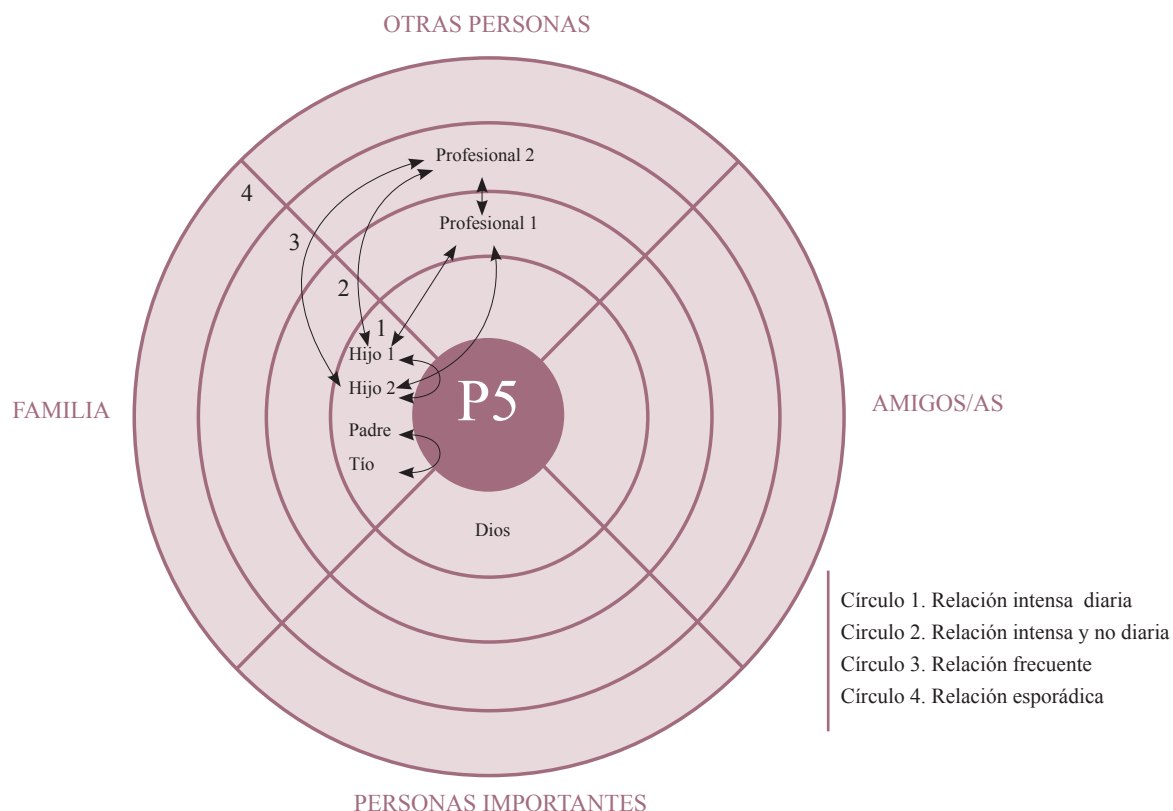 OTRAS PERSONAS
Profesional 2
4
Profesional 1
3
2
1
Hijo 1
Hijo 2
P5
FAMILIA
AMIGOS/AS
Padre
Tío
Dios
Círculo 1. Relación intensa diaria
Circulo 2. Relación intensa y no diaria
Círculo 3. Relación frecuente
Círculo 4. Relación esporádica
PERSONAS IMPORTANTES